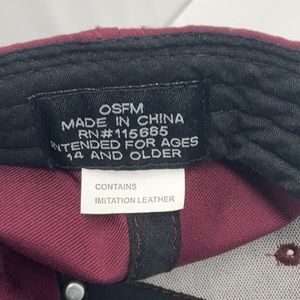 OSFM
MADE IN CHINA
RN#115665
INTENDED FOR AGES
14 AND OLDER
CONTAINS
IMITATION LEATHER